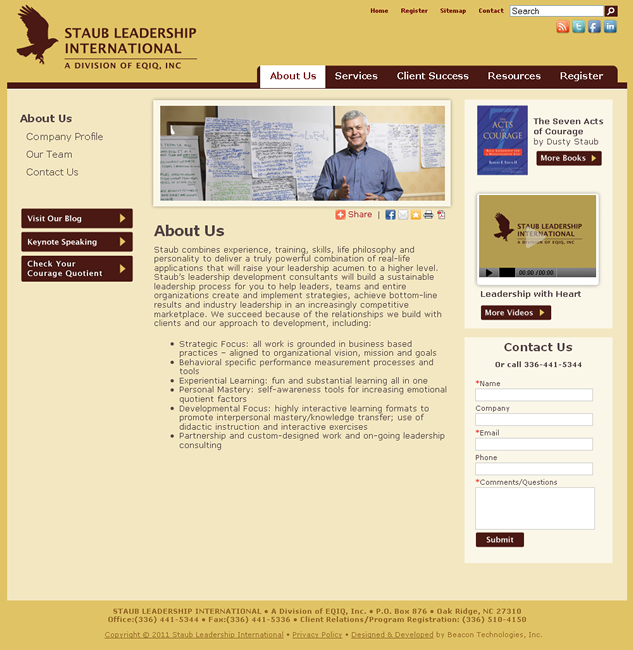 Home Register Sitemap Contact Search
STAUB LEADERSHIP
INTERNATIONAL
A DIVISION OF EQIQ, INC
About Us Services Client Success Resources Register
About Us
Company Profile
Our Team
Contact Us
Visit Our Blog
Keynote Speaking
Check Your
Courage Quotient
Share |
About Us
Staub combines experience, training, skills, life philosophy and
personality to deliver a truly powerful combination of real-life
applications that will raise your leadership acumen to a higher level.
Staub's leadership development consultants will build a sustainable
leadership process for you to help leaders, teams and entire
organizations create and implement strategies, achieve bottom-line
results and industry leadership in an increasingly competitive
marketplace. We succeed because of the relationships we build with
clients and our approach to development, including:
• Strategic Focus: all work is grounded in business based
practices – aligned to organizational vision, mission and goals
• Behavioral specific performance measurement processes and
tools
• Experiential Learning: fun and substantial learning all in one
• Personal Mastery: self-awareness tools for increasing emotional
quotient factors
• Developmental Focus: highly interactive learning formats to
promote interpersonal mastery/knowledge transfer; use of
didactic instruction and interactive exercises
• Partnership and custom-designed work and on-going leadership
consulting
ACTS
COURAGE
The Seven Acts
of Courage
by Dusty Staub
More Books
STAUB LEADERSHIP
INTERNATIONAL
A DIVISION OF EQIQ, INC
00:00 / 00:00
Leadership with Heart
More Videos
Contact Us
Or call 336-441-5344
*Name
Company
*Email
Phone
*Comments/Questions
Submit
STAUB LEADERSHIP INTERNATIONAL • A Division of EQIQ, Inc. • P.O. Box 876 • Oak Ridge, NC 27310
Office:(336) 441-5344 • Fax:(336) 441-5336 • Client Relations/Program Registration: (336) 510-4150
Copyright © 2011 Staub Leadership International • Privacy Policy • Designed & Developed by Beacon Technologies, Inc.